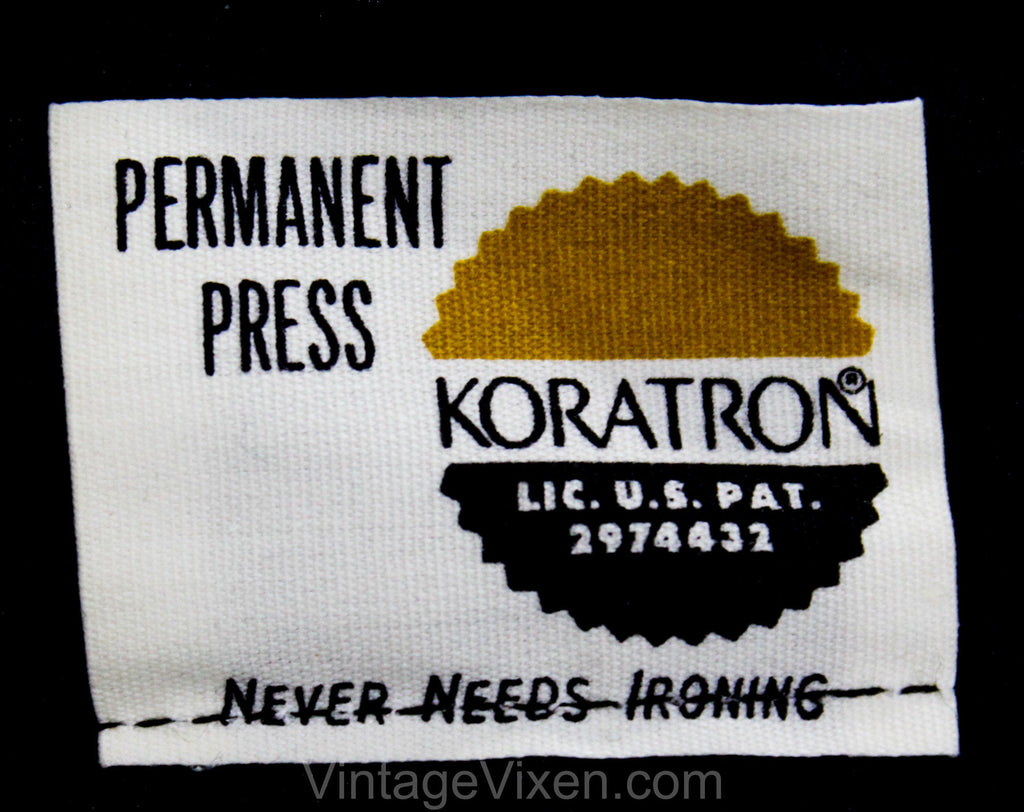 PERMANENT
PRESS
KORATRON®
LIC. U.S. PAT.
2974432
NEVER NEEDS IRONING
VintageVixen.com